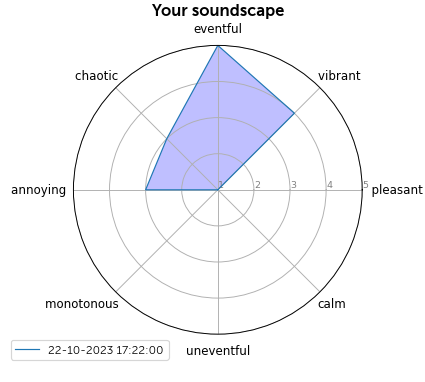 Your soundscape
eventful
chaotic
vibrant
annoying
1
2
3
4
5
pleasant
monotonous
calm
22-10-2023 17:22:00
uneventful